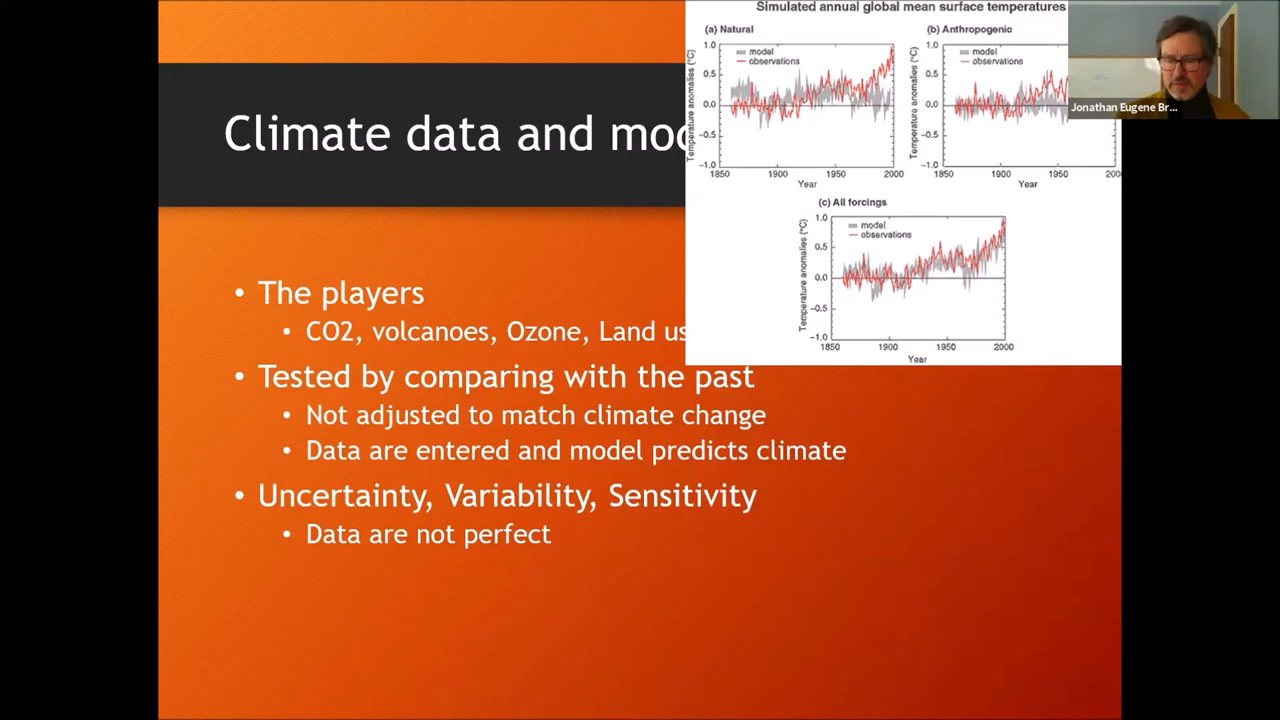 Simulated annual global mean surface temperatures
(a) Natural
(b) Anthropogenic
model
observations
model
observations
Temperature anomalies (°C)
1.0
0.5
0.0
−0.5
−1.0
1850
1900
1950
2000
Year
Temperature anomalies (°C)
1.0
0.5
0.0
−0.5
−1.0
1850
1900
1950
Year
Jonathan Eugene Br...
Climate data and
(c) All forcings
model
observations
Temperature anomalies (°C)
1.0
0.5
0.0
−0.5
−1.0
1850
1900
1950
2000
Year
• The players
• CO2, volcanoes, Ozone, Land
• Tested by comparing with the past
• Not adjusted to match climate change
• Data are entered and model predicts climate
• Uncertainty, Variability, Sensitivity
• Data are not perfect